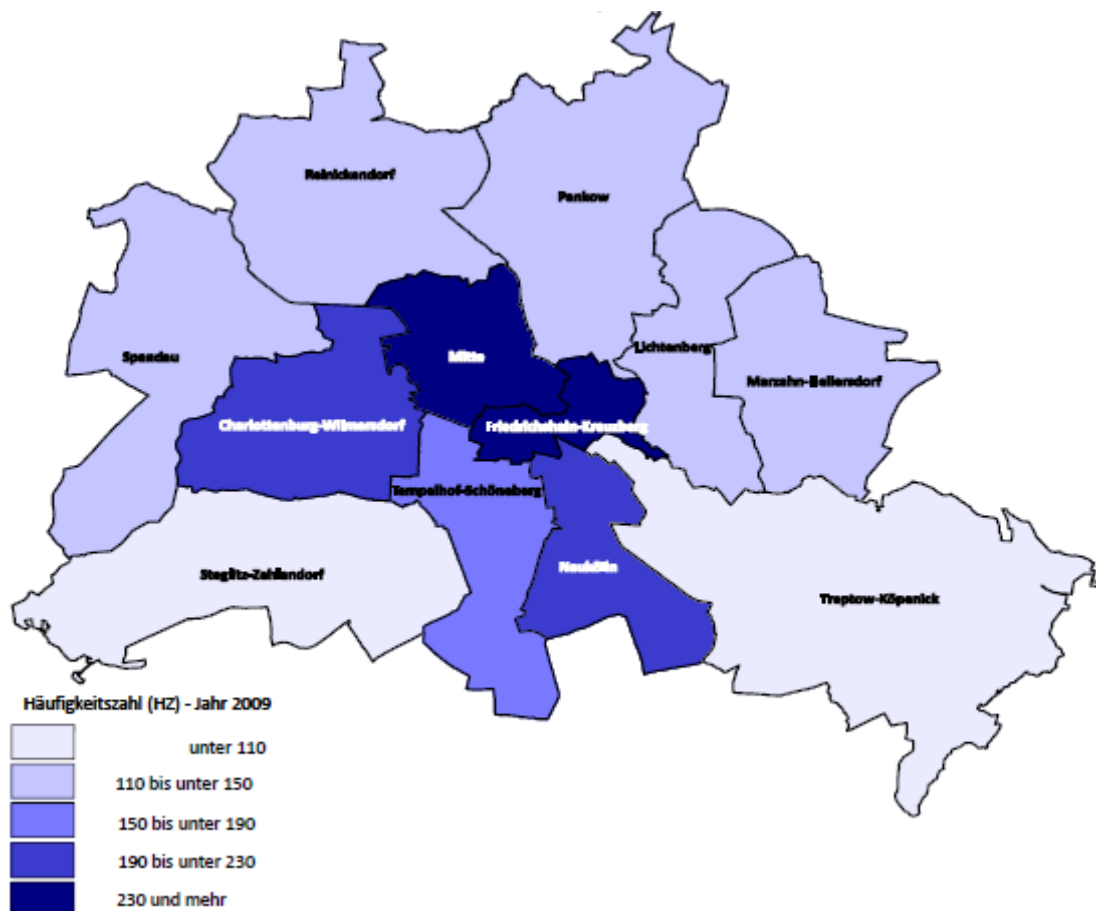 Reinickendorf
Pankow
Spandau
Mitte
Lichtenberg
Marzahn-Hellersdorf
Charlottenburg-Wilmersdorf
Friedrichshain-Kreuzberg
Tempelhof-Schöneberg
Steglitz-Zehlendorf
Neukölln
Treptow-Köpenick
Häufigkeitszahl (HZ) - Jahr 2009
unter 110
110 bis unter 150
150 bis unter 190
190 bis unter 230
230 und mehr